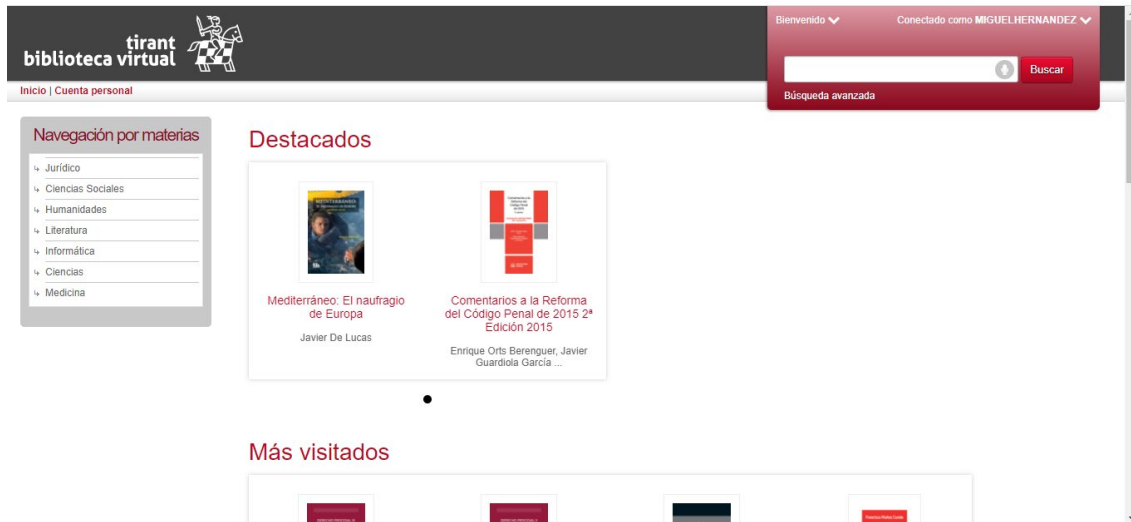 tirant
biblioteca virtual
Bienvenido
Conectado como MIGUELHERNANDEZ
Buscar
Búsqueda avanzada
Inicio | Cuenta personal
Navegación por materias
Jurídico
Ciencias Sociales
Humanidades
Literatura
Informática
Ciencias
Medicina
Destacados
MEDITERRÁNEO
Mediterráneo: El naufragio
de Europa
Javier De Lucas
Comentarios a la Reforma
del Código Penal de 2015 2ª
Edición 2015
Enrique Orts Berenguer, Javier
Guardiola García ...
Más visitados